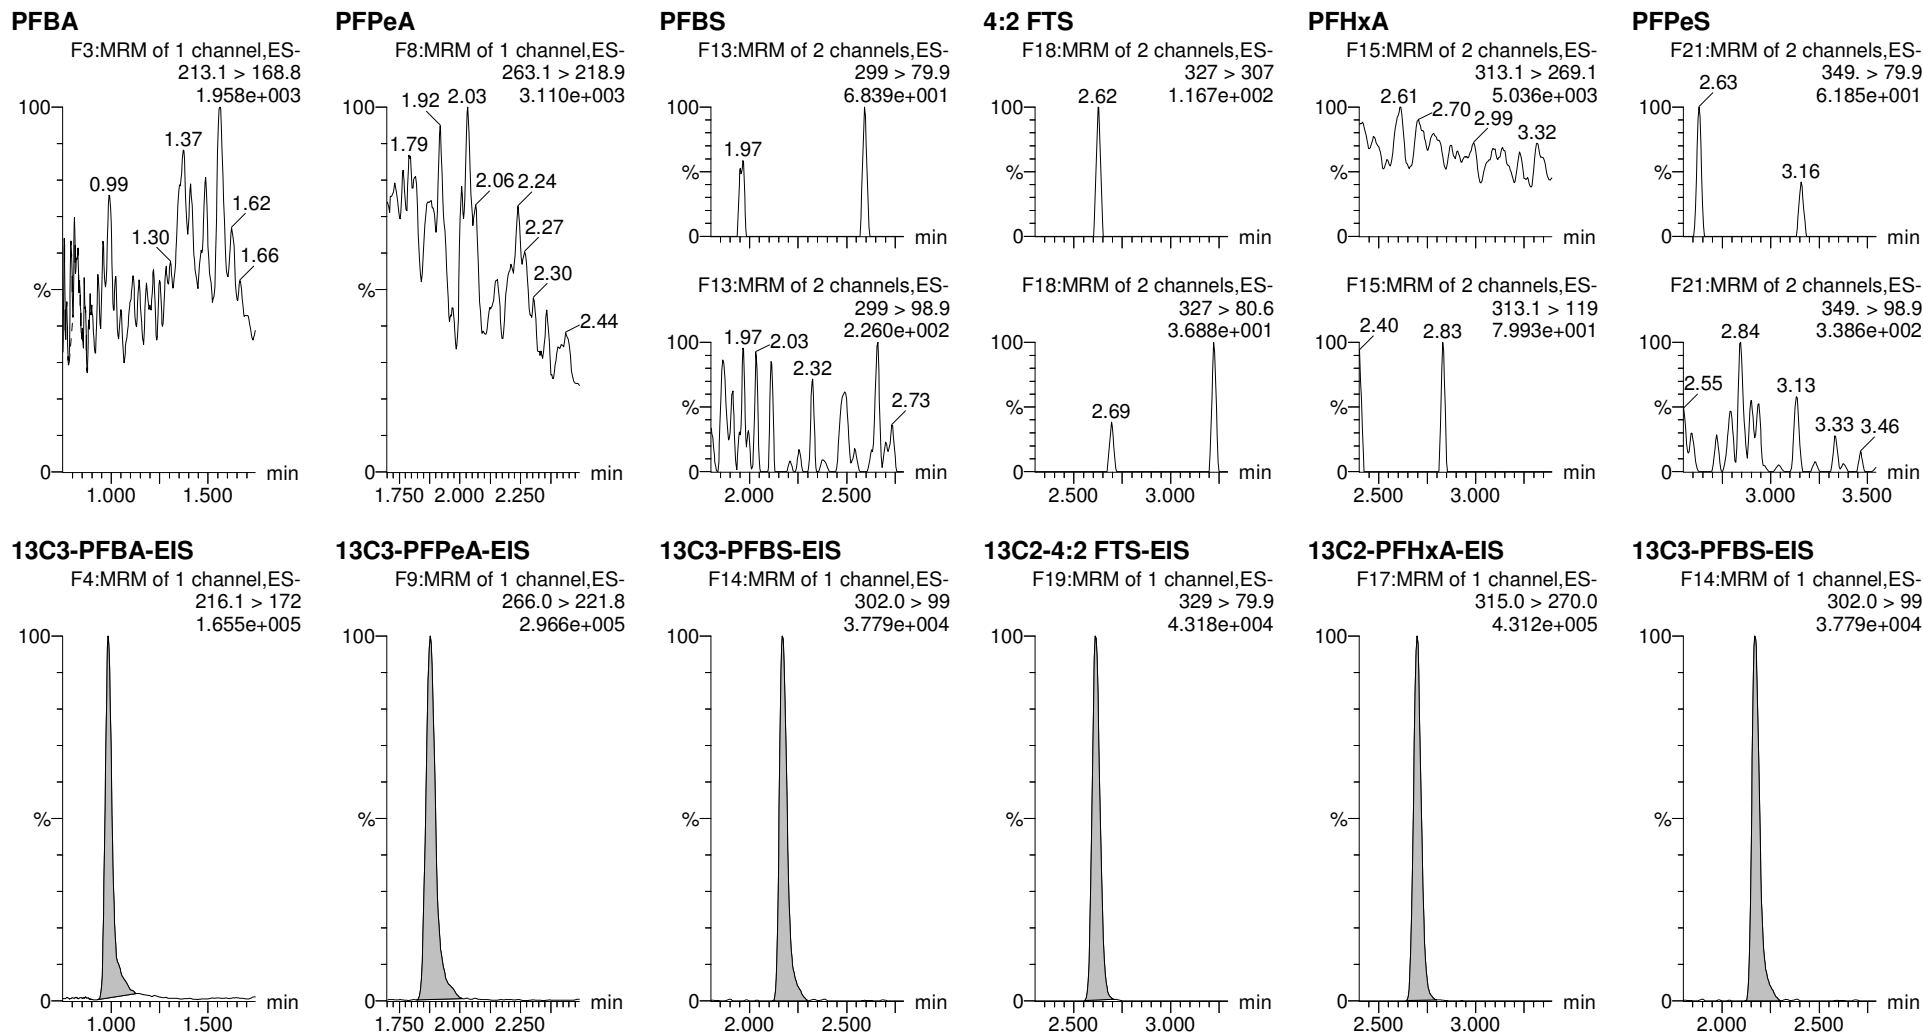 PFBA
F3:MRM of 1 channel,ES-
213.1 > 168.8
1.958e+003
100
%
0
0.99
1.30
1.37
1.62
1.66
min
1.000
1.500
PFPeA
F8:MRM of 1 channel,ES-
263.1 > 218.9
3.110e+003
100
%
0
1.79
1.92
2.03
2.06
2.24
2.27
2.30
2.44
min
1.750
2.000
2.250
PFBS
F13:MRM of 2 channels,ES-
299 > 79.9
6.839e+001
100
%
0
1.97
min
F13:MRM of 2 channels,ES-
299 > 98.9
2.260e+002
100
%
0
1.97
2.03
2.32
2.73
min
2.000
2.500
4:2 FTS
F18:MRM of 2 channels,ES-
327 > 307
1.167e+002
100
%
0
2.62
min
F18:MRM of 2 channels,ES-
327 > 80.6
3.688e+001
100
%
0
2.69
min
2.500
3.000
PFHxA
F15:MRM of 2 channels,ES-
313.1 > 269.1
5.036e+003
100
%
0
2.61
2.70
2.99
3.32
min
F15:MRM of 2 channels,ES-
313.1 > 119
7.993e+001
100
%
0
2.40
2.83
min
2.500
3.000
PFPeS
F21:MRM of 2 channels,ES-
349. > 79.9
6.185e+001
100
%
0
2.63
3.16
min
F21:MRM of 2 channels,ES-
349. > 98.9
3.386e+002
100
%
0
2.55
2.84
3.13
3.33
3.46
min
3.000
3.500
13C3-PFBA-EIS
F4:MRM of 1 channel,ES-
216.1 > 172
1.655e+005
100
%
0
min
1.000
1.500
13C3-PFPeA-EIS
F9:MRM of 1 channel,ES-
266.0 > 221.8
2.966e+005
100
%
0
min
1.750
2.000
2.250
13C3-PFBS-EIS
F14:MRM of 1 channel,ES-
302.0 > 99
3.779e+004
100
%
0
min
2.000
2.500
13C2-4:2 FTS-EIS
F19:MRM of 1 channel,ES-
329 > 79.9
4.318e+004
100
%
0
min
2.500
3.000
13C2-PFHxA-EIS
F17:MRM of 1 channel,ES-
315.0 > 270.0
4.312e+005
100
%
0
min
2.500
3.000
13C3-PFBS-EIS
F14:MRM of 1 channel,ES-
302.0 > 99
3.779e+004
100
%
0
min
2.000
2.500